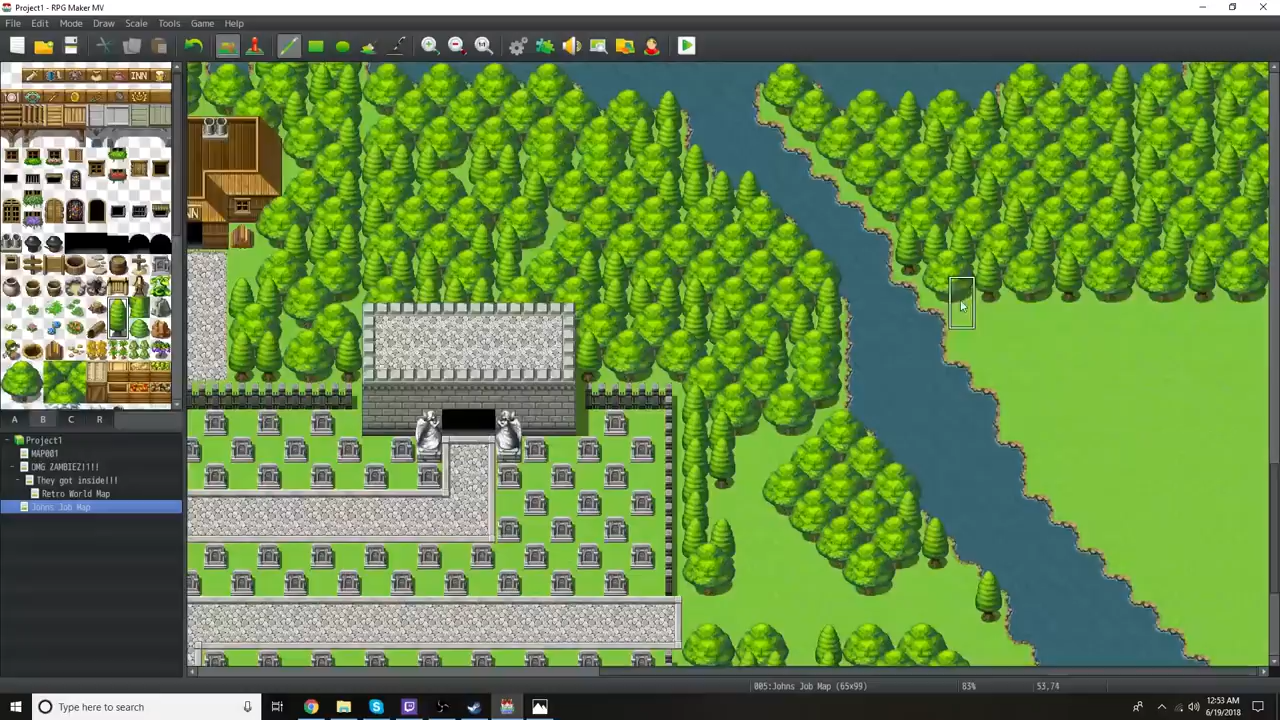 Project1 - RPG Maker MV
File Edit Mode Draw Scale Tools Game Help
INN
A B C R
Project1
MAP001
OMG ZAMBIEZ!1!!
They got inside!!!
Retro World Map
Johns Job Map
005:Johns Job Map (65x99) 83% 53,74
Type here to search
12:53 AM
6/19/2018